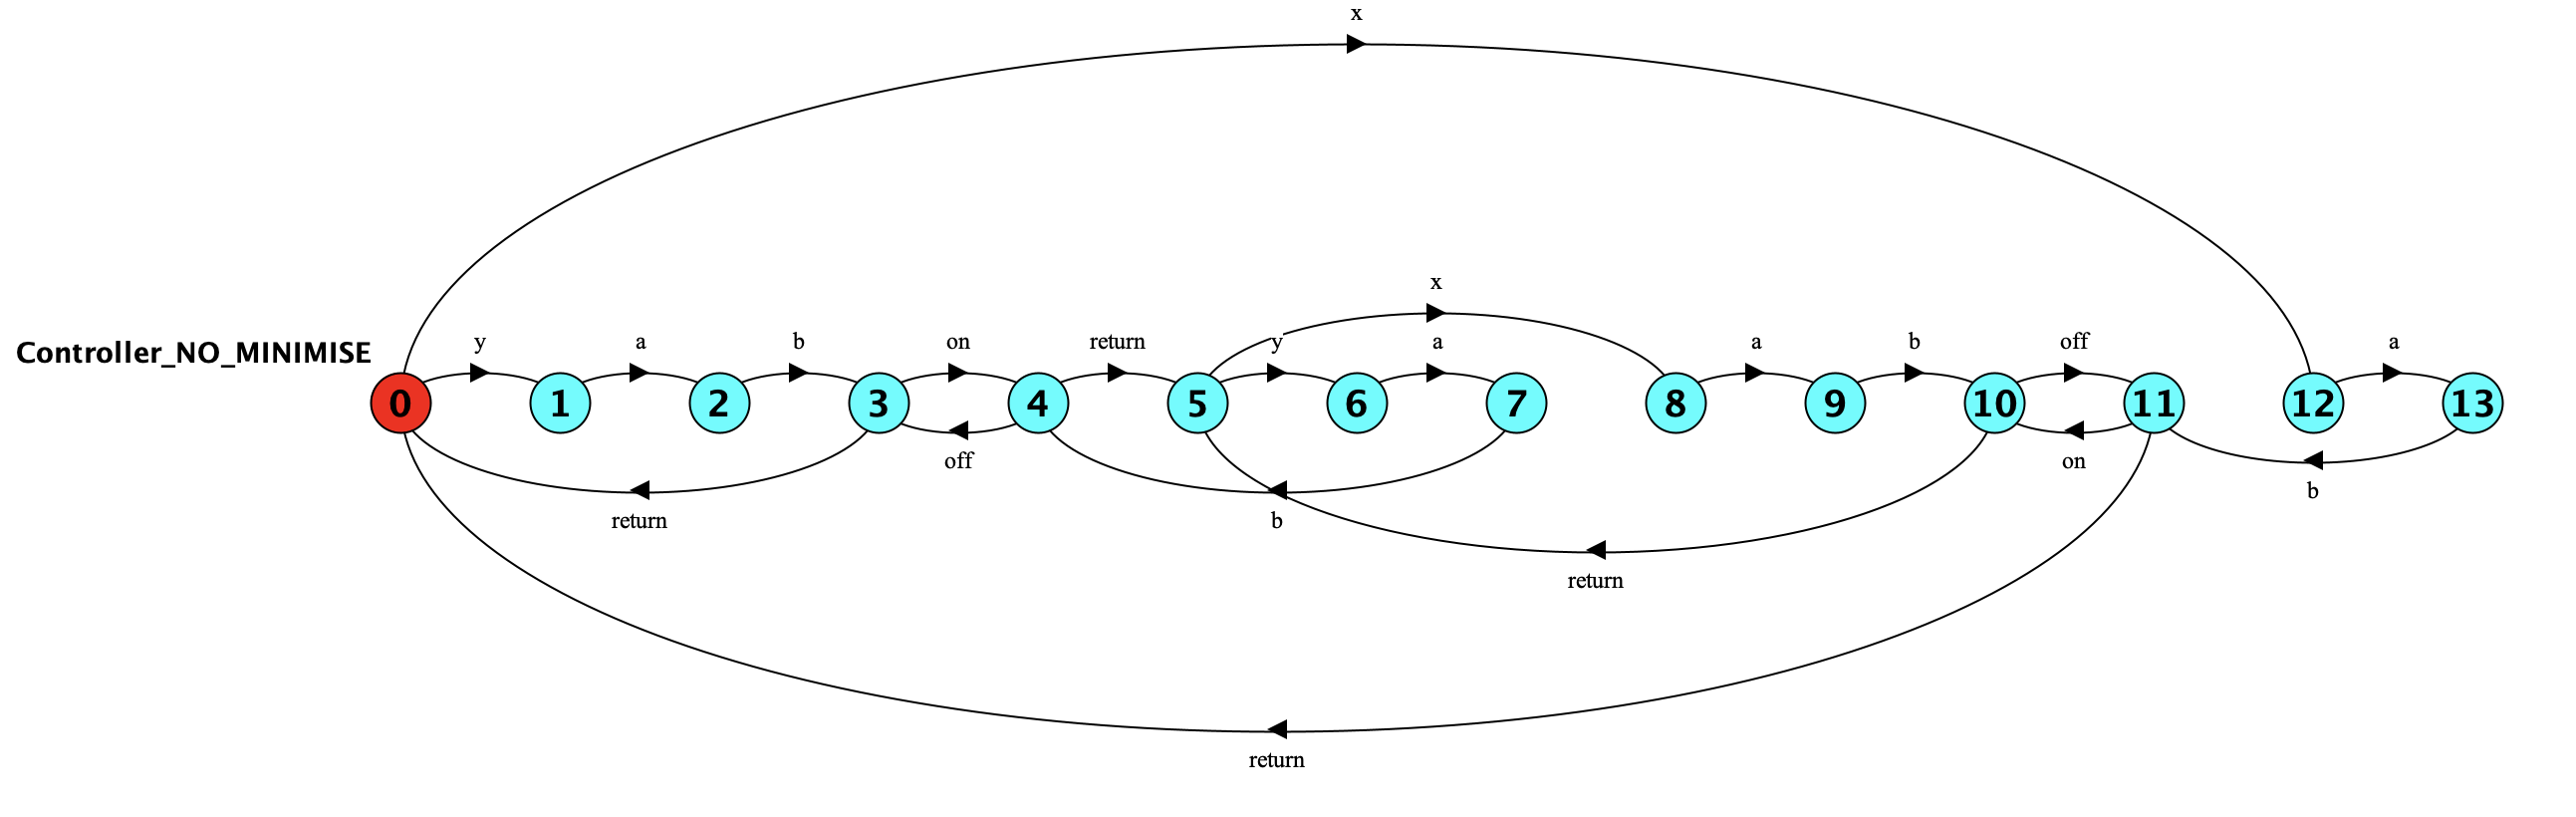 x
x
Controller_NO_MINIMISE
y
a
b
on
return
y
a
a
b
off
a
0
1
2
3
4
5
6
7
8
9
10
11
12
13
off
on
b
return
b
return
return